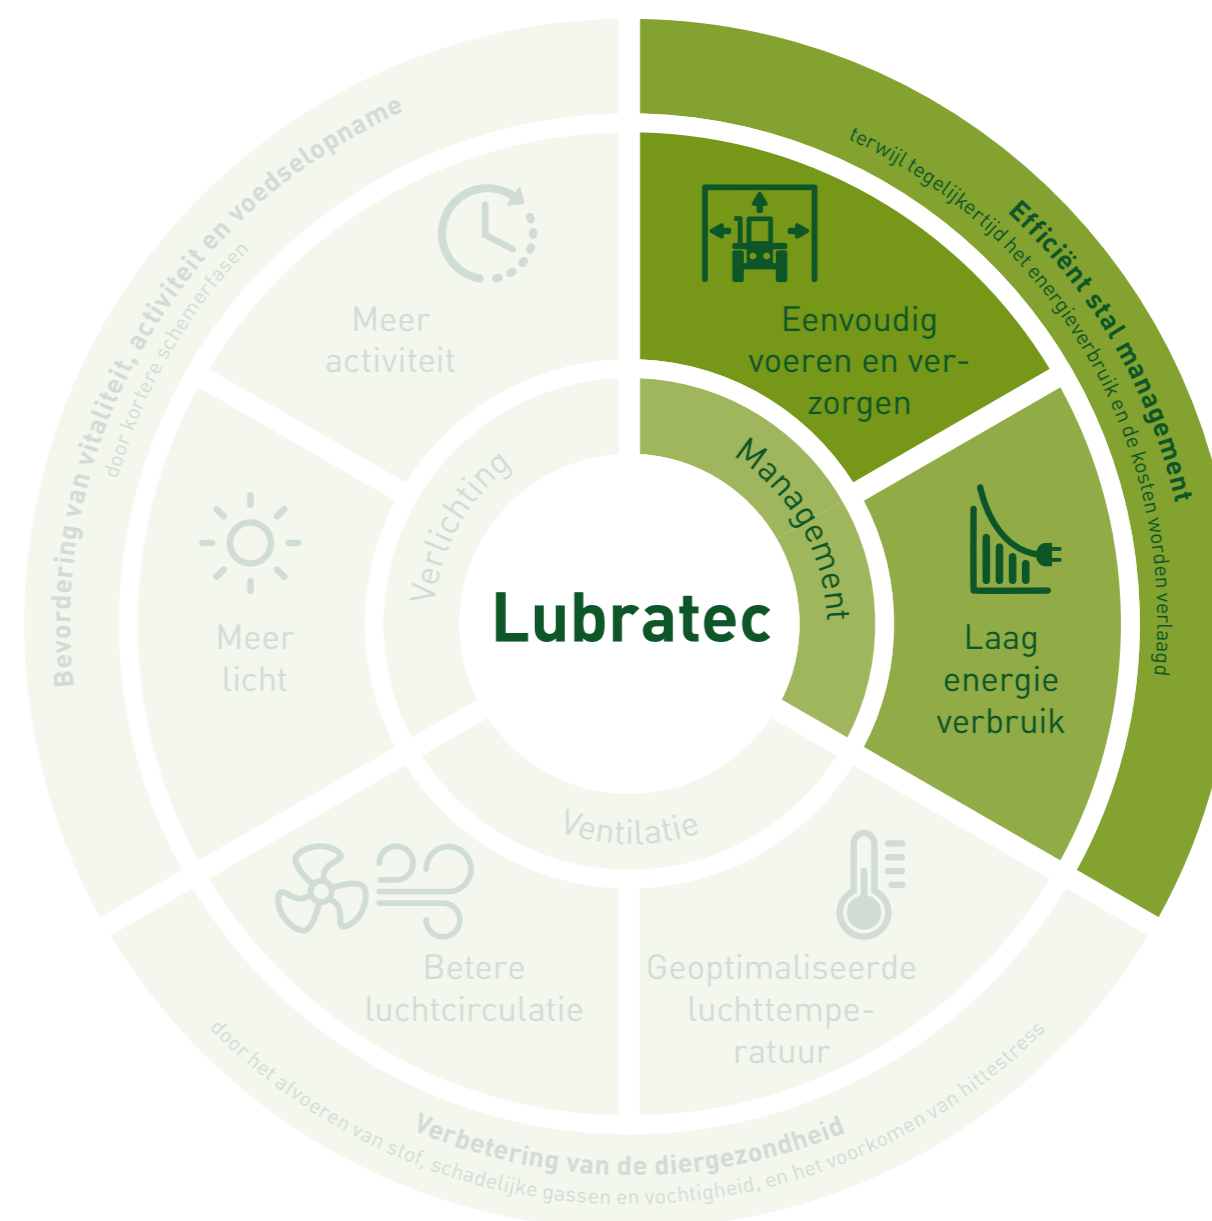 Bevordering van vitaliteit, activiteit en voedselopname
door kortere schemerfasen
Efficiënt stal management
terwijl tegelijkertijd het energieverbruik en de kosten worden verlaagd
Meer
activiteit
Eenvoudig
voeren en ver-
zorgen
Verlichting
Management
Lubratec
Meer
licht
Laag
energie
verbruik
Ventilatie
Betere
luchtcirculatie
Geoptimaliseerde
luchttempe-
ratuur
Verbetering van de diergezondheid
door het afvoeren van stof, schadelijke gassen en vochtigheid, en het voorkomen van hittestress